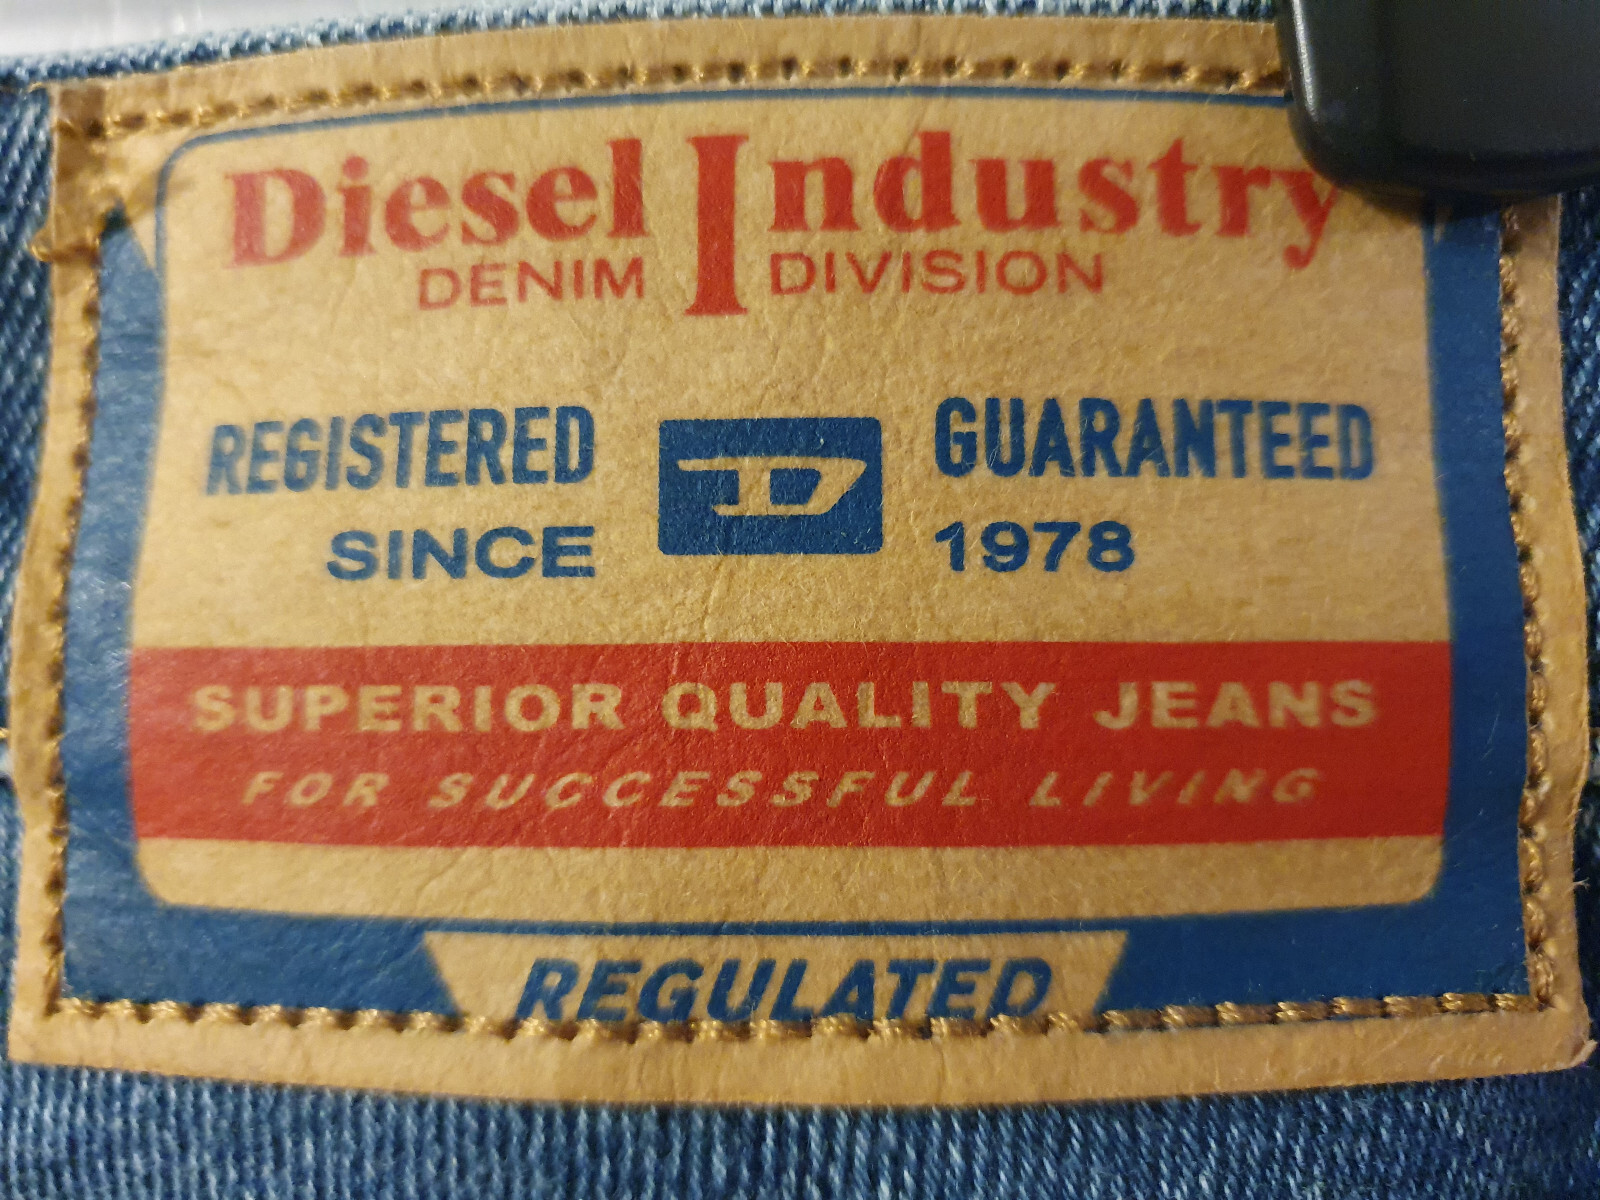 Diesel Industry
DENIM DIVISION
REGISTERED D GUARANTEED
SINCE 1978
SUPERIOR QUALITY JEANS
FOR SUCCESSFUL LIVING
REGULATED